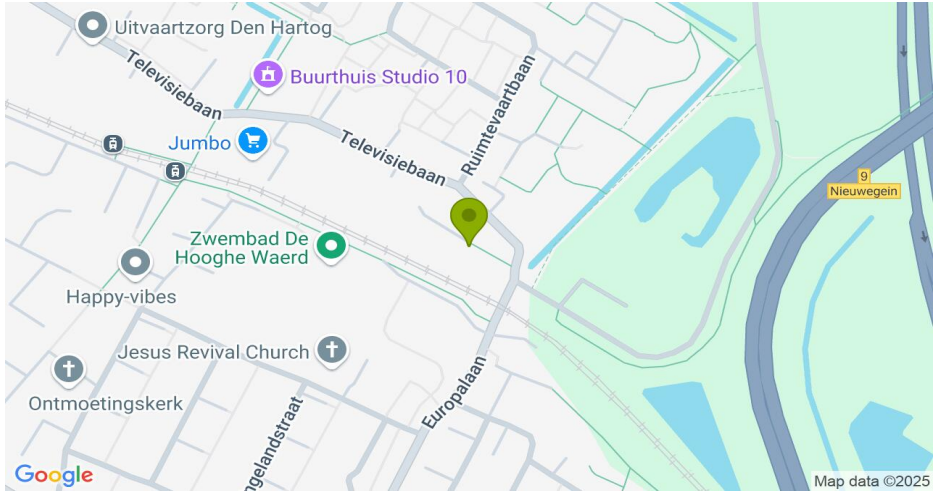 Uitvaartzorg Den Hartog
Televisiebaan
Buurthuis Studio 10
Jumbo
Televisiebaan
Ruimtevaartbaan
9
Nieuwegein
Zwembad De
Hooghe Waerd
Happy-vibes
Jesus Revival Church
Ontmoetingskerk
Europalaan
ngelandstraat
Google
Map data ©2025